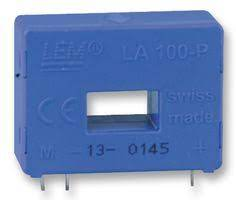 LEM® LA 100-P
CE swiss
made
M - 13- 0145 +